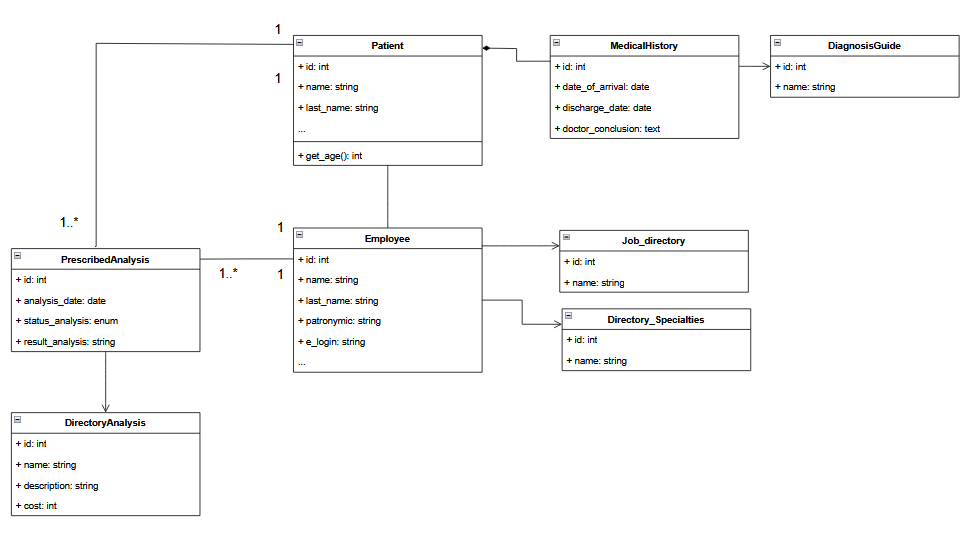 1
Patient
+ id: int
+ name: string
+ last_name: string
...
+ get_age(): int
1
MedicalHistory
+ id: int
+ date_of_arrival: date
+ discharge_date: date
+ doctor_conclusion: text
DiagnosisGuide
+ id: int
+ name: string
1..*
1
Employee
+ id: int
+ name: string
+ last_name: string
+ patronymic: string
+ e_login: string
...
1..*
1
Job_directory
+ id: int
+ name: string
Directory_Specialties
+ id: int
+ name: string
PrescribedAnalysis
+ id: int
+ analysis_date: date
+ status_analysis: enum
+ result_analysis: string
DirectoryAnalysis
+ id: int
+ name: string
+ description: string
+ cost: int